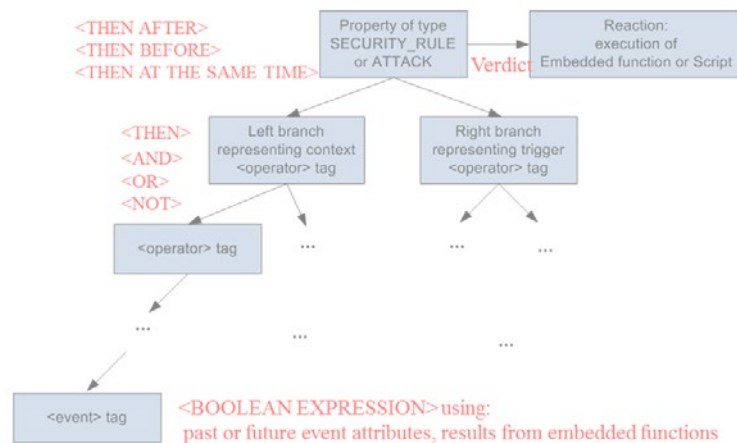 <THEN AFTER>
<THEN BEFORE>
<THEN AT THE SAME TIME>
Property of type
SECURITY_RULE
or ATTACK
Verdict
Reaction:
execution of
Embedded function or Script
<THEN>
<AND>
<OR>
<NOT>
Left branch
representing context
<operator> tag
Right branch
representing trigger
<operator> tag
<operator> tag
...
...
...
...
...
...
<event> tag
<BOOLEAN EXPRESSION> using:
past or future event attributes, results from embedded functions